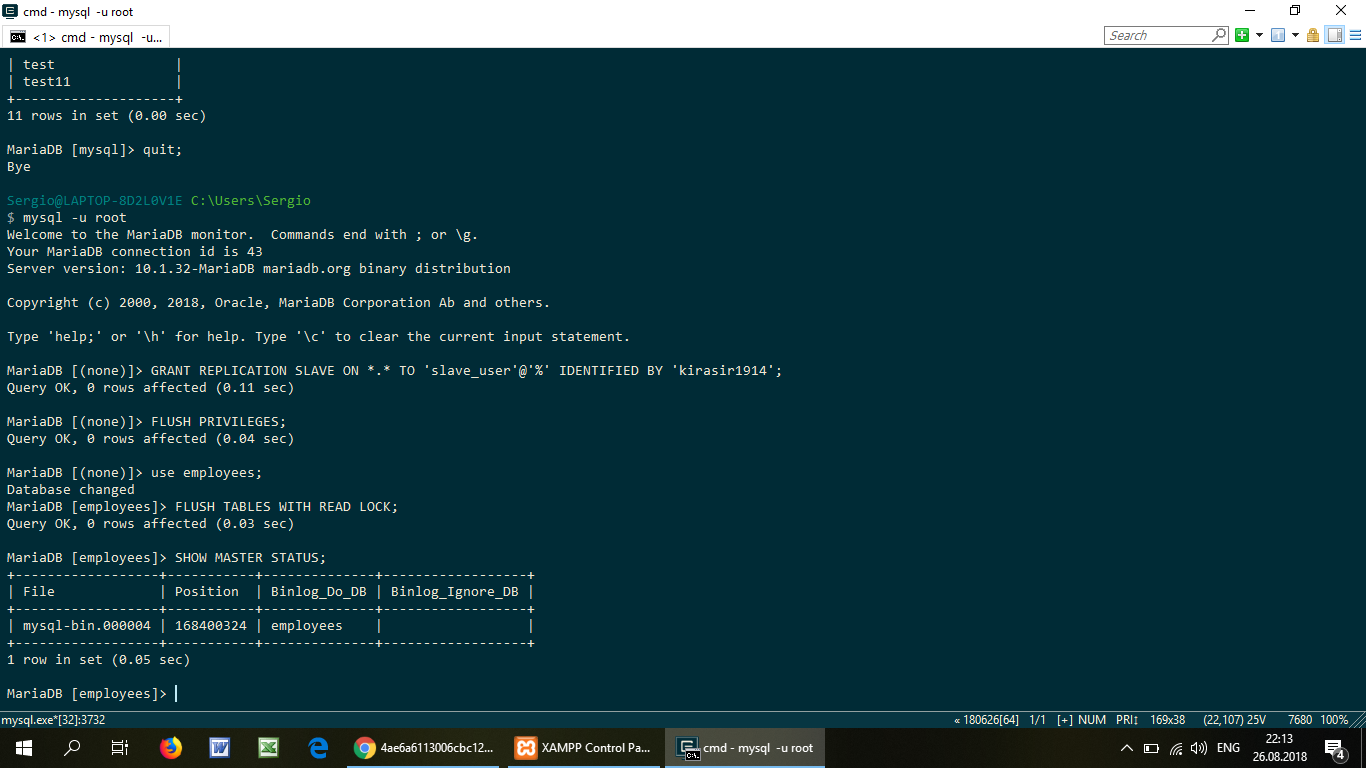 cmd - mysql  -u root
<1> cmd - mysql  -u...
Search
| test               |
| test11             |
+--------------------+
11 rows in set (0.00 sec)
MariaDB [mysql]> quit;
Bye
Sergio@LAPTOP-8D2L0V1E C:\Users\Sergio
$ mysql -u root
Welcome to the MariaDB monitor.  Commands end with ; or \g.
Your MariaDB connection id is 43
Server version: 10.1.32-MariaDB mariadb.org binary distribution
Copyright (c) 2000, 2018, Oracle, MariaDB Corporation Ab and others.
Type 'help;' or '\h' for help. Type '\c' to clear the current input statement.
MariaDB [(none)]> GRANT REPLICATION SLAVE ON *.* TO 'slave_user'@'%' IDENTIFIED BY 'kirasir1914';
Query OK, 0 rows affected (0.11 sec)
MariaDB [(none)]> FLUSH PRIVILEGES;
Query OK, 0 rows affected (0.04 sec)
MariaDB [(none)]> use employees;
Database changed
MariaDB [employees]> FLUSH TABLES WITH READ LOCK;
Query OK, 0 rows affected (0.03 sec)
MariaDB [employees]> SHOW MASTER STATUS;
+------------------+-----------+--------------+------------------+
| File             | Position  | Binlog_Do_DB | Binlog_Ignore_DB |
+------------------+-----------+--------------+------------------+
| mysql-bin.000004 | 168400324 | employees    |                  |
+------------------+-----------+--------------+------------------+
1 row in set (0.05 sec)
MariaDB [employees]>
mysql.exe*[32]:3732 « 180626[64] 1/1 [+] NUM PRI↕ 169x38 (22,107) 25V 7680 100%
4ae6a6113006cbc12... XAMPP Control Pa... cmd - mysql  -u root ENG 22:13
26.08.2018 4